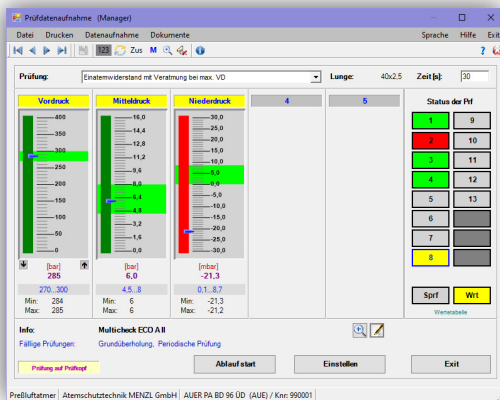 Prüfdatenaufnahme (Manager)
Datei Drucken Datenaufnahme Dokumente Sprache Hilfe Exit
123 Zus M ?
Prüfung: Einatemwiderstand mit Veratmung bei max. VD Lunge: 40x2,5 Zeit [s]: 30
Vordruck Mitteldruck Niederdruck 4 5 Status der Prf
400 16,0 30,0 1 9
350 14,4 25,0 2 10
300 12,8 20,0 3 11
250 11,2 15,0 4 12
200 9,6 10,0 5 13
150 8,0 5,0 6
100 6,4 0,0 7
50 4,8 -5,0 8
0 3,2 -10,0
1,6 -15,0
0,0 -20,0
-25,0
-30,0
[bar] [bar] [mbar]
285 6,0 -21,3
270...300 4,5...8 0,1...8,7 Sprf Wrt
Min: 284 Min: 6 Min: -21,3 Wertetabelle
Max: 285 Max: 6 Max: -21,2
Info: Multicheck ECO A II
Fällige Prüfungen: Grundüberholung, Periodische Prüfung
Prüfung auf Prüfkopf Ablauf start Einstellen Exit
Preßluftatmer Atemschutztechnik MENZL GmbH AUER PA BD 96 ÜD (AUE) / Knr: 990001